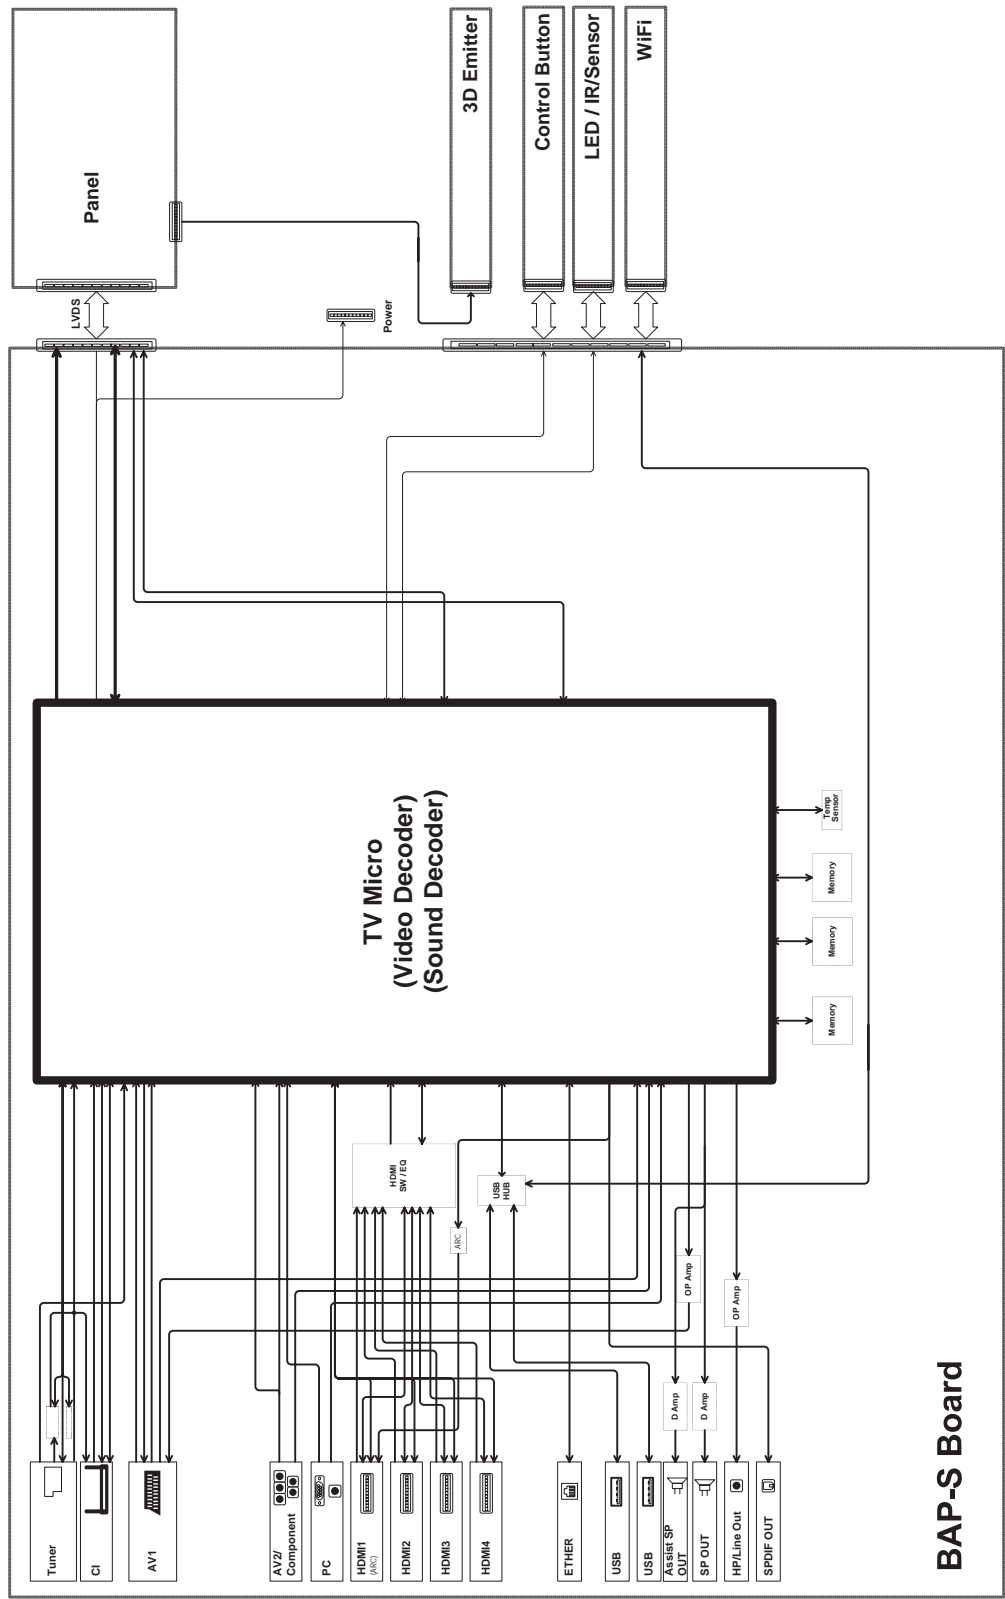 Tuner
CI
AV1
AV2/
Component
PC
HDMI1
(ARC)
HDMI2
HDMI3
HDMI4
ETHER
USB
USB
Assist SP
OUT
SP OUT
HP/Line Out
SPDIF OUT
D Amp
D Amp
OP Amp
OP Amp
ARC
HDMI
SW / EQ
USB
HUB
TV Micro
(Video Decoder)
(Sound Decoder)
Memory
Memory
Memory
Temp
Sensor
LVDS
Power
Panel
3D Emitter
Control Button
LED / IR/Sensor
WiFi
BAP-S Board